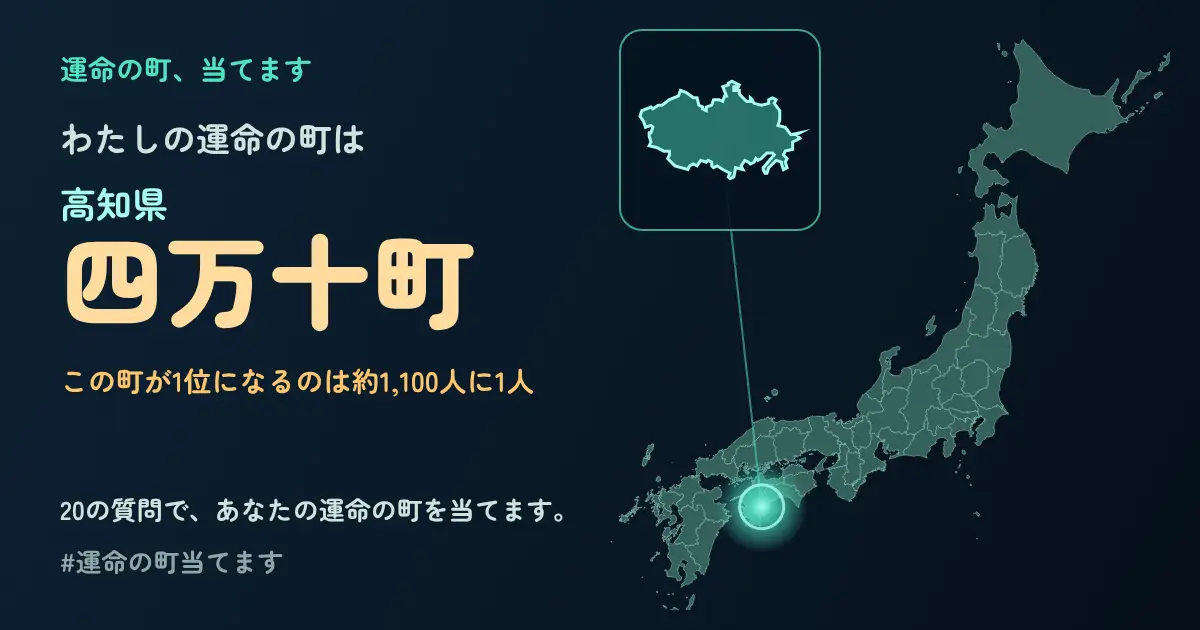 運命の町、当てます
わたしの運命の町は
高知県
四万十町
この町が1位になるのは約1,100人に1人
20の質問で、あなたの運命の町を当てます。
#運命の町当てます